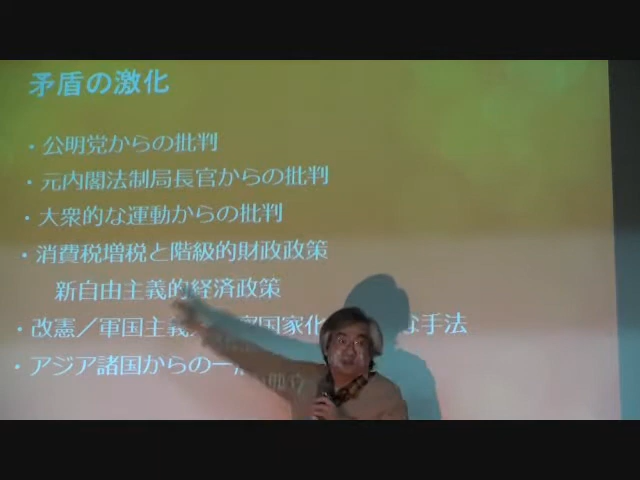 矛盾の激化
・公明党からの批判
・元内閣法制局長官からの批判
・大衆的な運動からの批判
・消費税増税と階級的財政政策
新自由主義的経済政策
・改憲／軍国主義 国家化 な手法
・アジア諸国からの一